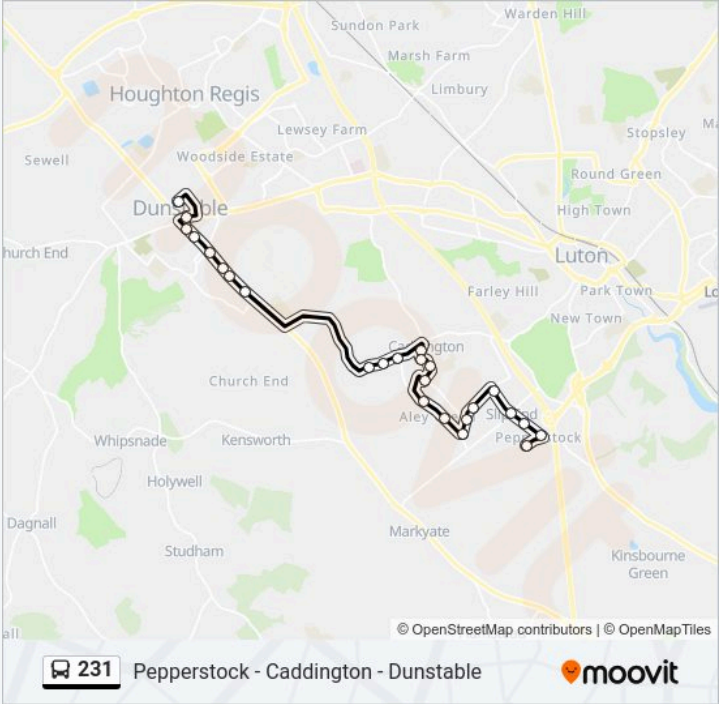 Sundon Park
Warden Hill
Marsh Farm
Limbury
Houghton Regis
Lewsey Farm
Stopsley
Sewell
Woodside Estate
Round Green
Dunstable
High Town
hurch End
Luton
Farley Hill
Park Town
New Town
Caddington
Church End
Slip End
Whipsnade
Kensworth
Pepperstock
Holywell
Dagnall
Markyate
Studham
Kinsbourne
Green
all
© OpenStreetMap contributors | © OpenMapTiles
231 Pepperstock - Caddington - Dunstable
moovit